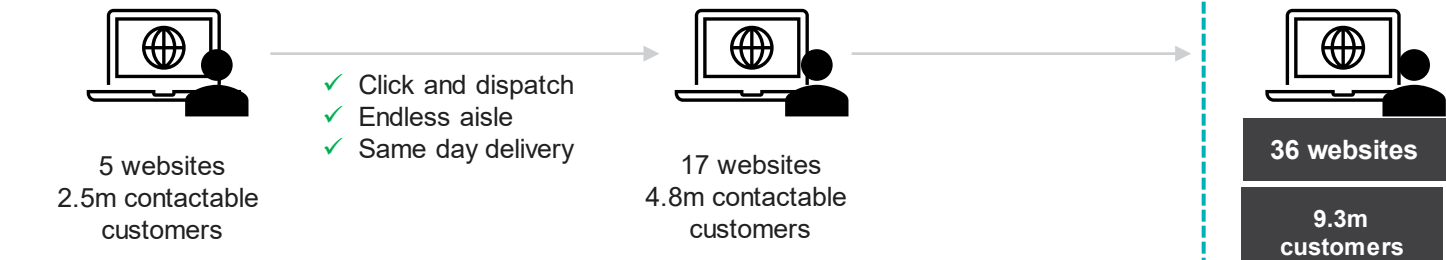 Click and dispatch
Endless aisle
Same day delivery
5 websites
2.5m contactable
customers
17 websites
4.8m contactable
customers
36 websites
9.3m
customers